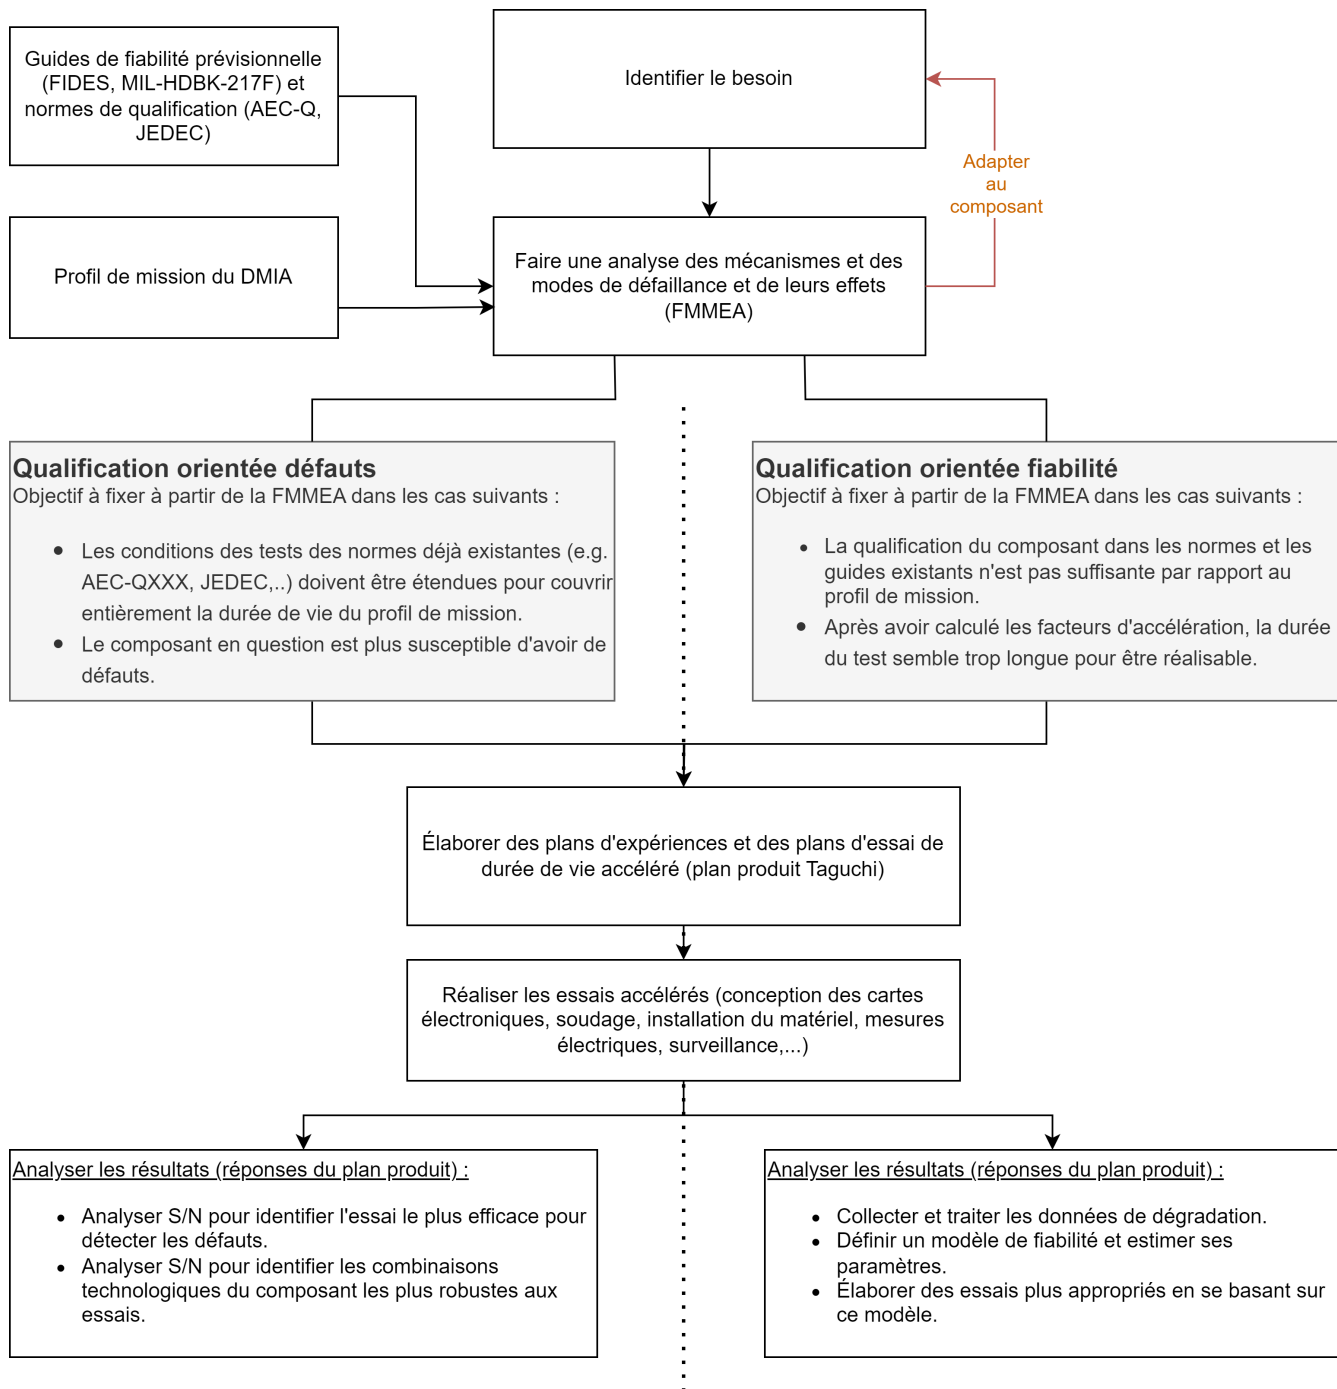 Guides de fiabilité prévisionnelle
(FIDES, MIL-HDBK-217F) et
normes de qualification (AEC-Q,
JEDEC)
Identifier le besoin
Adapter
au
composant
Profil de mission du DMIA
Faire une analyse des mécanismes et des
modes de défaillance et de leurs effets
(FMMEA)
Qualification orientée défauts
Objectif à fixer à partir de la FMMEA dans les cas suivants :
• Les conditions des tests des normes déjà existantes (e.g.
AEC-QXXX, JEDEC,..) doivent être étendues pour couvrir
entièrement la durée de vie du profil de mission.
• Le composant en question est plus susceptible d'avoir de
défauts.
Qualification orientée fiabilité
Objectif à fixer à partir de la FMMEA dans les cas suivants :
• La qualification du composant dans les normes et les
guides existants n'est pas suffisante par rapport au
profil de mission.
• Après avoir calculé les facteurs d'accélération, la durée
du test semble trop longue pour être réalisable.
Élaborer des plans d'expériences et des plans d'essai de
durée de vie accéléré (plan produit Taguchi)
Réaliser les essais accélérés (conception des cartes
électroniques, soudage, installation du matériel, mesures
électriques, surveillance,...)
Analyser les résultats (réponses du plan produit) :
• Analyser S/N pour identifier l'essai le plus efficace pour
détecter les défauts.
• Analyser S/N pour identifier les combinaisons
technologiques du composant les plus robustes aux
essais.
Analyser les résultats (réponses du plan produit) :
• Collecter et traiter les données de dégradation.
• Définir un modèle de fiabilité et estimer ses
paramètres.
• Élaborer des essais plus appropriés en se basant sur
ce modèle.